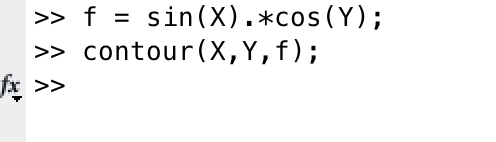 >> f = sin(X).*cos(Y);
>> contour(X,Y,f);
fx >>